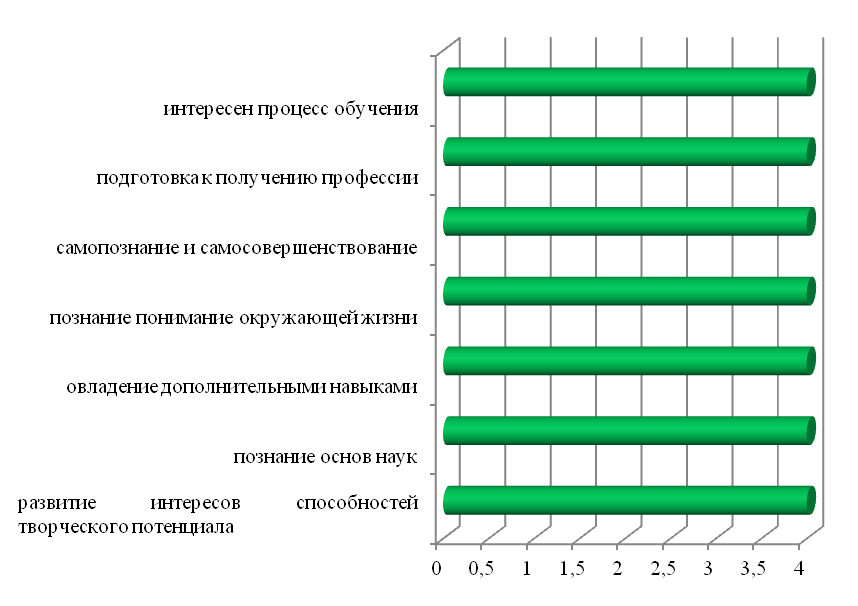 интересен процесс обучения
подготовка к получению профессии
самопознание и самосовершенствование
познание понимание окружающей жизни
овладение дополнительными навыками
познание основ наук
развитие интересов способностей
творческого потенциала
0 0,5 1 1,5 2 2,5 3 3,5 4